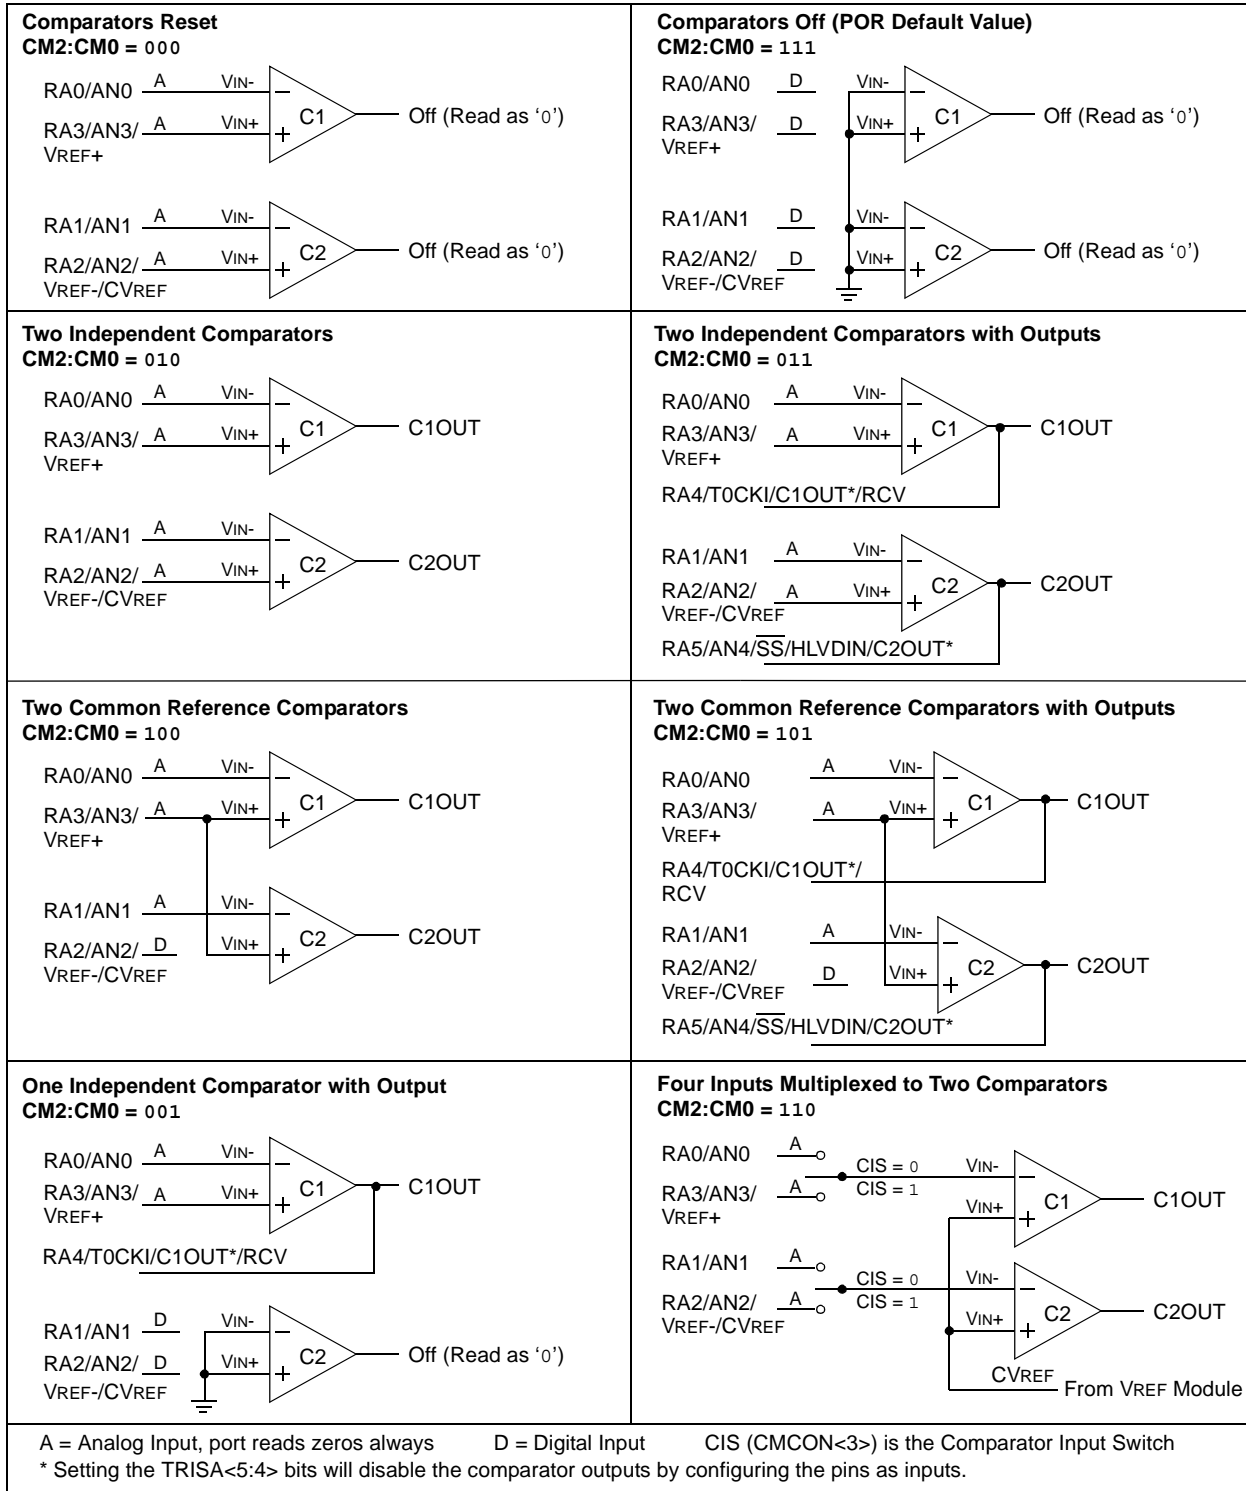 Comparators Reset
CM2:CM0 = 000
RA0/AN0 A VIN-
C1 Off (Read as ‘0’)
RA3/AN3/ A VIN+
VREF+
RA1/AN1 A VIN-
C2 Off (Read as ‘0’)
RA2/AN2/ A VIN+
VREF-/CVREF
Comparators Off (POR Default Value)
CM2:CM0 = 111
RA0/AN0 D VIN-
C1 Off (Read as ‘0’)
RA3/AN3/ D VIN+
VREF+
RA1/AN1 D VIN-
C2 Off (Read as ‘0’)
RA2/AN2/ D VIN+
VREF-/CVREF
Two Independent Comparators
CM2:CM0 = 010
RA0/AN0 A VIN-
C1 C1OUT
RA3/AN3/ A VIN+
VREF+
RA1/AN1 A VIN-
C2 C2OUT
RA2/AN2/ A VIN+
VREF-/CVREF
Two Independent Comparators with Outputs
CM2:CM0 = 011
RA0/AN0 A VIN-
C1 C1OUT
RA3/AN3/ A VIN+
VREF+
RA4/T0CKI/C1OUT*/RCV
RA1/AN1 A VIN-
C2 C2OUT
RA2/AN2/ A VIN+
VREF-/CVREF
RA5/AN4/SS/HLVDIN/C2OUT*
Two Common Reference Comparators
CM2:CM0 = 100
RA0/AN0 A VIN-
C1 C1OUT
RA3/AN3/ A VIN+
VREF+
RA1/AN1 A VIN-
C2 C2OUT
RA2/AN2/ D VIN+
VREF-/CVREF
Two Common Reference Comparators with Outputs
CM2:CM0 = 101
RA0/AN0 A VIN-
C1 C1OUT
RA3/AN3/ A VIN+
VREF+
RA4/T0CKI/C1OUT*/
RCV
RA1/AN1 A VIN-
C2 C2OUT
RA2/AN2/ D VIN+
VREF-/CVREF
RA5/AN4/SS/HLVDIN/C2OUT*
One Independent Comparator with Output
CM2:CM0 = 001
RA0/AN0 A VIN-
C1 C1OUT
RA3/AN3/ A VIN+
VREF+
RA4/T0CKI/C1OUT*/RCV
RA1/AN1 D VIN-
C2 Off (Read as ‘0’)
RA2/AN2/ D VIN+
VREF-/CVREF
Four Inputs Multiplexed to Two Comparators
CM2:CM0 = 110
RA0/AN0 A
CIS = 0 VIN-
RA3/AN3/ A CIS = 1
C1 C1OUT
VREF+ VIN+
RA1/AN1 A
CIS = 0 VIN-
RA2/AN2/ A CIS = 1
C2 C2OUT
VREF-/CVREF VIN+
CVREF
From VREF Module
A = Analog Input, port reads zeros always D = Digital Input CIS (CMCON<3>) is the Comparator Input Switch
* Setting the TRISA<5:4> bits will disable the comparator outputs by configuring the pins as inputs.